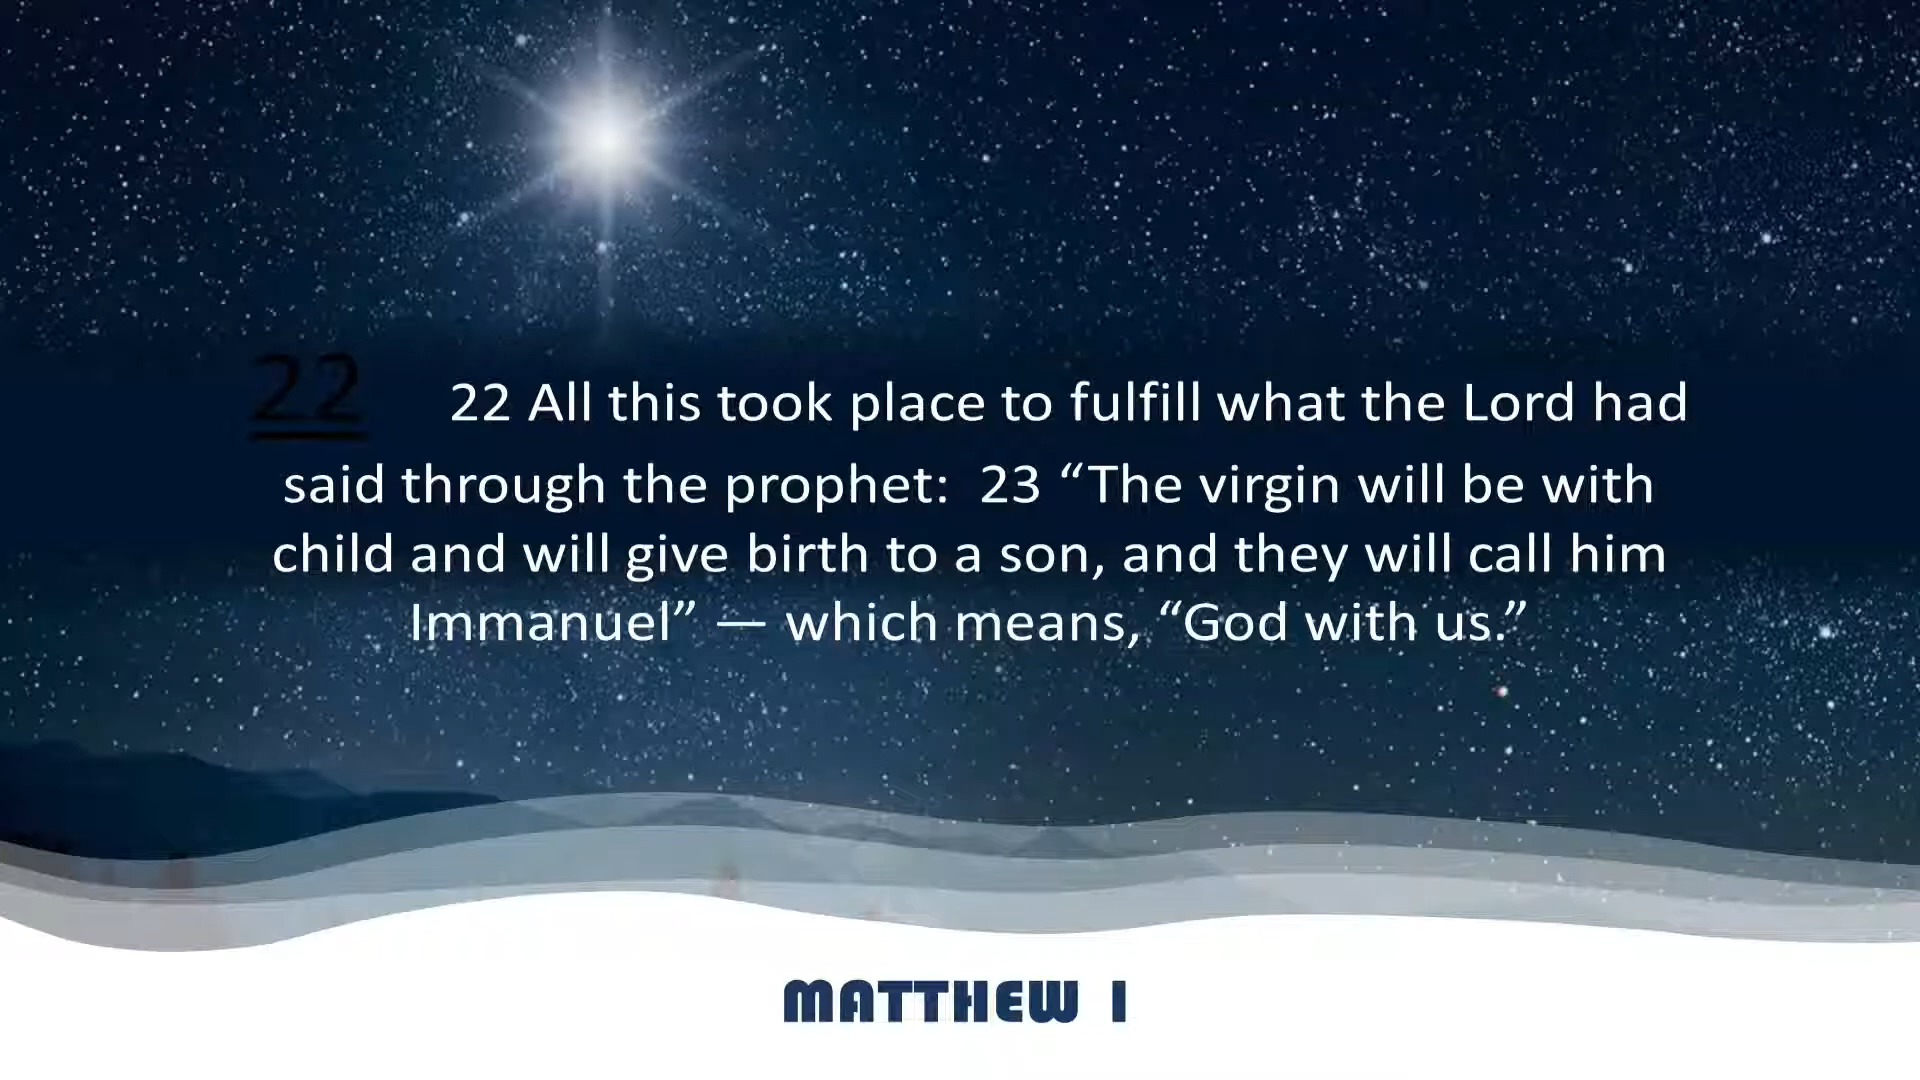 22 22 All this took place to fulfill what the Lord had
said through the prophet: 23 “The virgin will be with
child and will give birth to a son, and they will call him
Immanuel” — which means, “God with us.”
MATTHEW 1